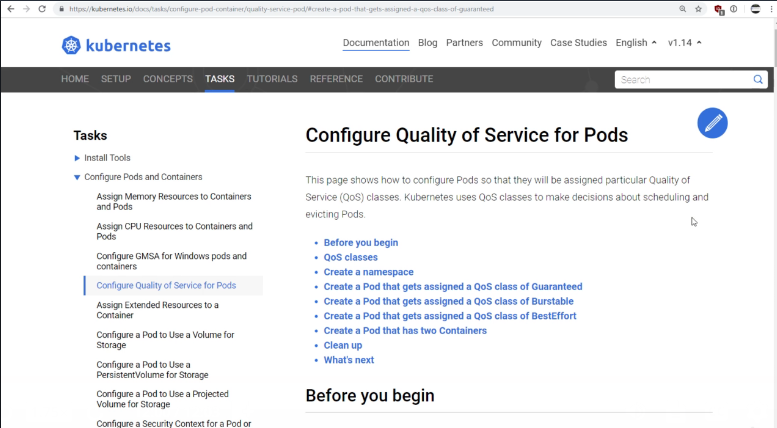 https://kubernetes.io/docs/tasks/configure-pod-container/quality-service-pod/#create-a-pod-that-gets-assigned-a-qos-class-of-guaranteed
kubernetes
Documentation Blog Partners Community Case Studies English v1.14
HOME SETUP CONCEPTS TASKS TUTORIALS REFERENCE CONTRIBUTE Search
Tasks
Install Tools
Configure Pods and Containers
Assign Memory Resources to Containers
and Pods
Assign CPU Resources to Containers and
Pods
Configure GMSA for Windows pods and
containers
Configure Quality of Service for Pods
Assign Extended Resources to a
Container
Configure a Pod to Use a Volume for
Storage
Configure a Pod to Use a
PersistentVolume for Storage
Configure a Pod to Use a Projected
Volume for Storage
Configure a Security Context for a Pod or
Configure Quality of Service for Pods
This page shows how to configure Pods so that they will be assigned particular Quality of
Service (QoS) classes. Kubernetes uses QoS classes to make decisions about scheduling and
evicting Pods.
Before you begin
QoS classes
Create a namespace
Create a Pod that gets assigned a QoS class of Guaranteed
Create a Pod that gets assigned a QoS class of Burstable
Create a Pod that gets assigned a QoS class of BestEffort
Create a Pod that has two Containers
Clean up
What's next
Before you begin